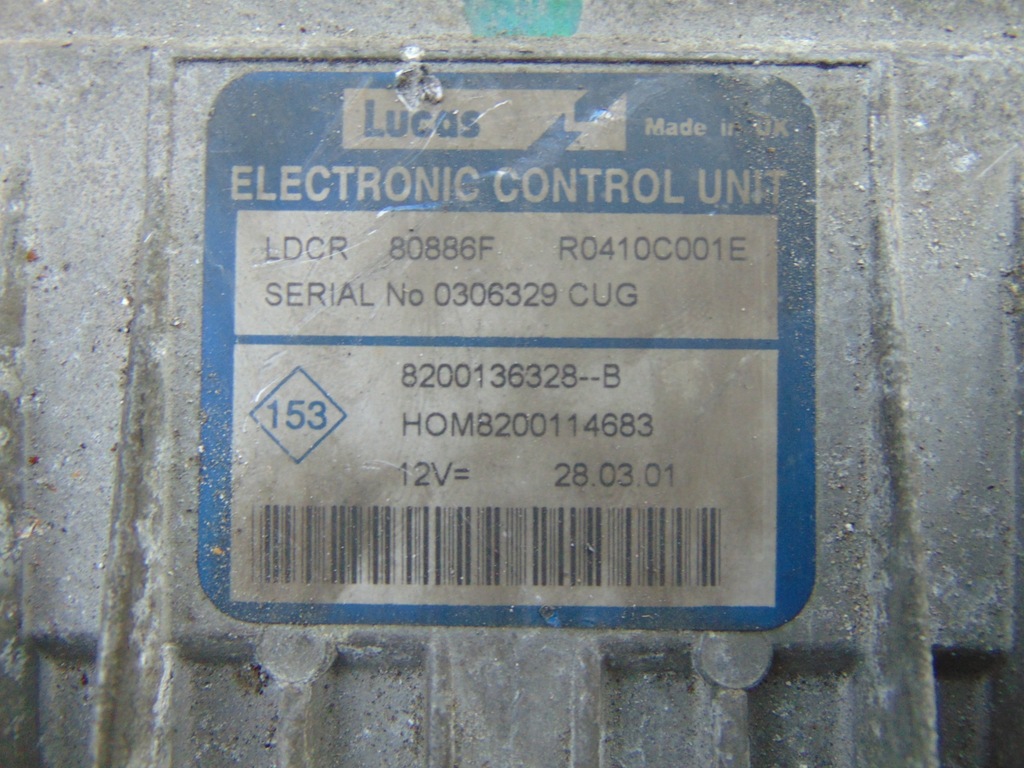 Lucas Made in UK
ELECTRONIC CONTROL UNIT
LDCR 80886F R0410C001E
SERIAL No 0306329 CUG
8200136328--B
153
HOM8200114683
12V= 28.03.01